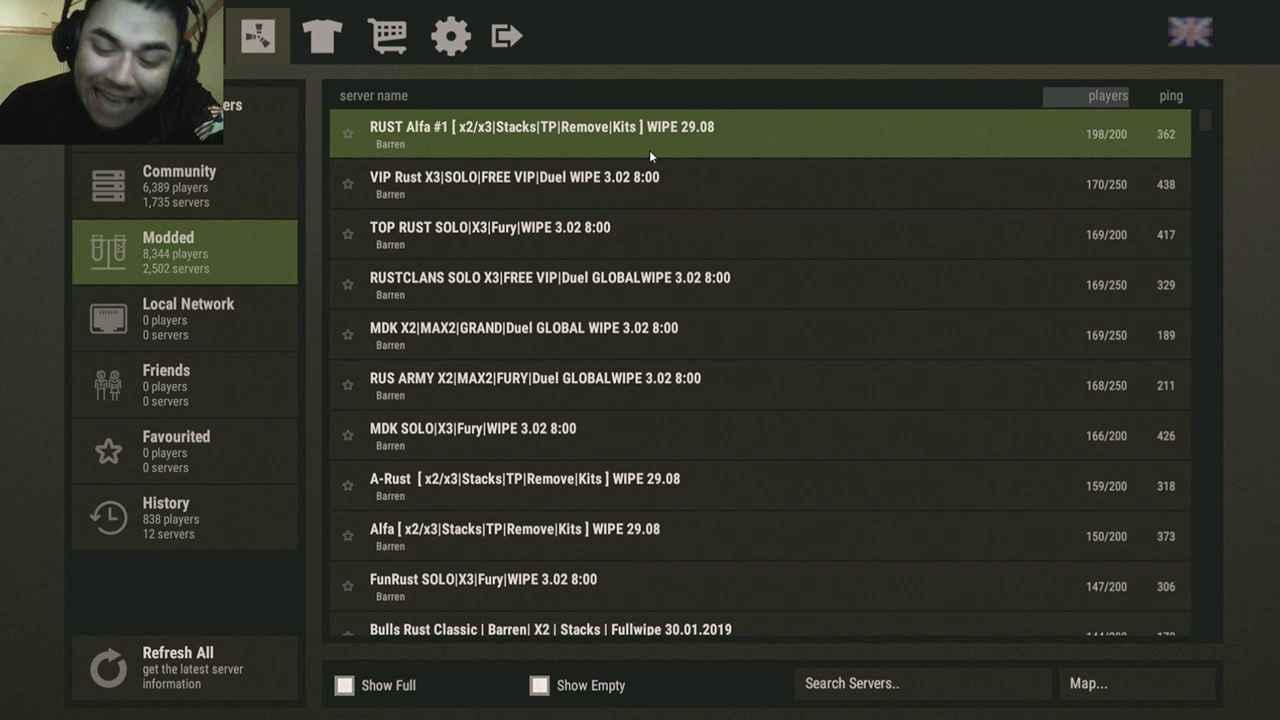 ers
Community
6,389 players
1,735 servers
Modded
8,344 players
2,502 servers
Local Network
0 players
0 servers
Friends
0 players
0 servers
Favourited
0 players
0 servers
History
838 players
12 servers
Refresh All
get the latest server
information
server name players ping
RUST Alfa #1 [ x2/x3|Stacks|TP|Remove|Kits ] WIPE 29.08 198/200 362
Barren
VIP Rust X3|SOLO|FREE VIP|Duel WIPE 3.02 8:00 170/250 438
Barren
TOP RUST SOLO|X3|Fury|WIPE 3.02 8:00 169/200 417
Barren
RUSTCLANS SOLO X3|FREE VIP|Duel GLOBALWIPE 3.02 8:00 169/250 329
Barren
MDK X2|MAX2|GRAND|Duel GLOBAL WIPE 3.02 8:00 169/250 189
Barren
RUS ARMY X2|MAX2|FURY|Duel GLOBALWIPE 3.02 8:00 168/250 211
Barren
MDK SOLO|X3|Fury|WIPE 3.02 8:00 166/200 426
Barren
A-Rust [ x2/x3|Stacks|TP|Remove|Kits ] WIPE 29.08 159/200 318
Barren
Alfa [ x2/x3|Stacks|TP|Remove|Kits ] WIPE 29.08 150/200 373
Barren
FunRust SOLO|X3|Fury|WIPE 3.02 8:00 147/200 306
Barren
Bulls Rust Classic | Barren| X2 | Stacks | Fullwipe 30.01.2019
Show Full Show Empty Search Servers.. Map...